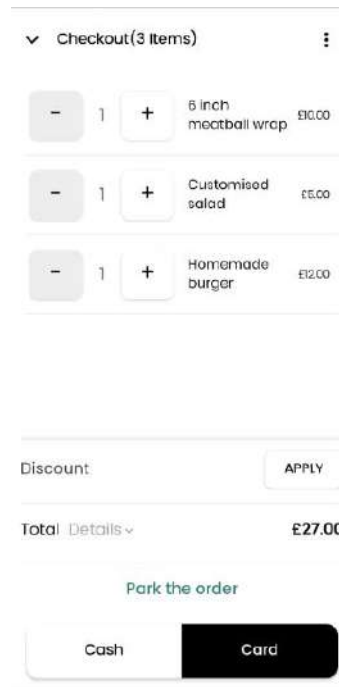 Checkout(3 Items)
- 1 + 6 inch meatball wrap £10.00
- 1 + Customised salad £5.00
- 1 + Homemade burger £12.00
Discount APPLY
Total Details £27.00
Park the order
Cash Card